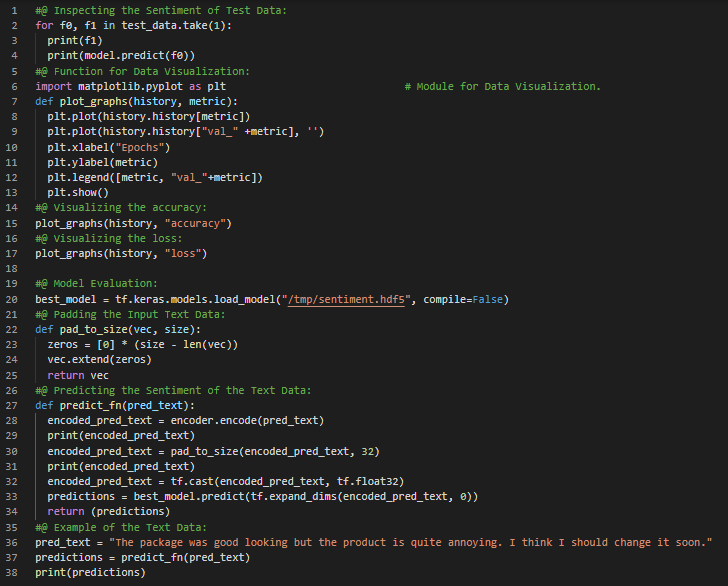 1 #@ Inspecting the Sentiment of Test Data:
2 for f0, f1 in test_data.take(1):
3 print(f1)
4 print(model.predict(f0))
5 #@ Function for Data Visualization:
6 import matplotlib.pyplot as plt # Module for Data Visualization.
7 def plot_graphs(history, metric):
8 plt.plot(history.history[metric])
9 plt.plot(history.history["val_" +metric], '')
10 plt.xlabel("Epochs")
11 plt.ylabel(metric)
12 plt.legend([metric, "val_"+metric])
13 plt.show()
14 #@ Visualizing the accuracy:
15 plot_graphs(history, "accuracy")
16 #@ Visualizing the loss:
17 plot_graphs(history, "loss")
18
19 #@ Model Evaluation:
20 best_model = tf.keras.models.load_model("/tmp/sentiment.hdf5", compile=False)
21 #@ Padding the Input Text Data:
22 def pad_to_size(vec, size):
23 zeros = [0] * (size - len(vec))
24 vec.extend(zeros)
25 return vec
26 #@ Predicting the Sentiment of the Text Data:
27 def predict_fn(pred_text):
28 encoded_pred_text = encoder.encode(pred_text)
29 print(encoded_pred_text)
30 encoded_pred_text = pad_to_size(encoded_pred_text, 32)
31 print(encoded_pred_text)
32 encoded_pred_text = tf.cast(encoded_pred_text, tf.float32)
33 predictions = best_model.predict(tf.expand_dims(encoded_pred_text, 0))
34 return (predictions)
35 #@ Example of the Text Data:
36 pred_text = "The package was good looking but the product is quite annoying. I think I should change it soon."
37 predictions = predict_fn(pred_text)
38 print(predictions)